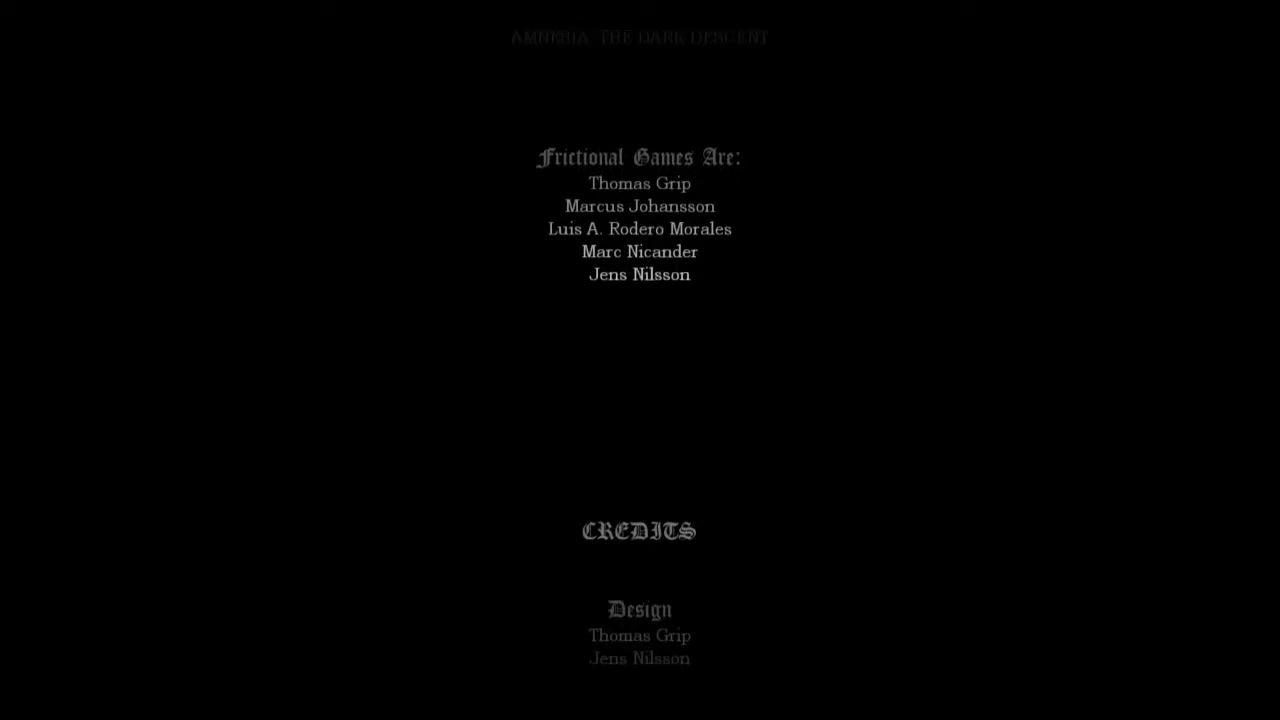 AMNESIA: THE DARK DESCENT
Frictional Games Are:
Thomas Grip
Marcus Johansson
Luis A. Rodero Morales
Marc Nicander
Jens Nilsson
CREDITS
Design
Thomas Grip
Jens Nilsson